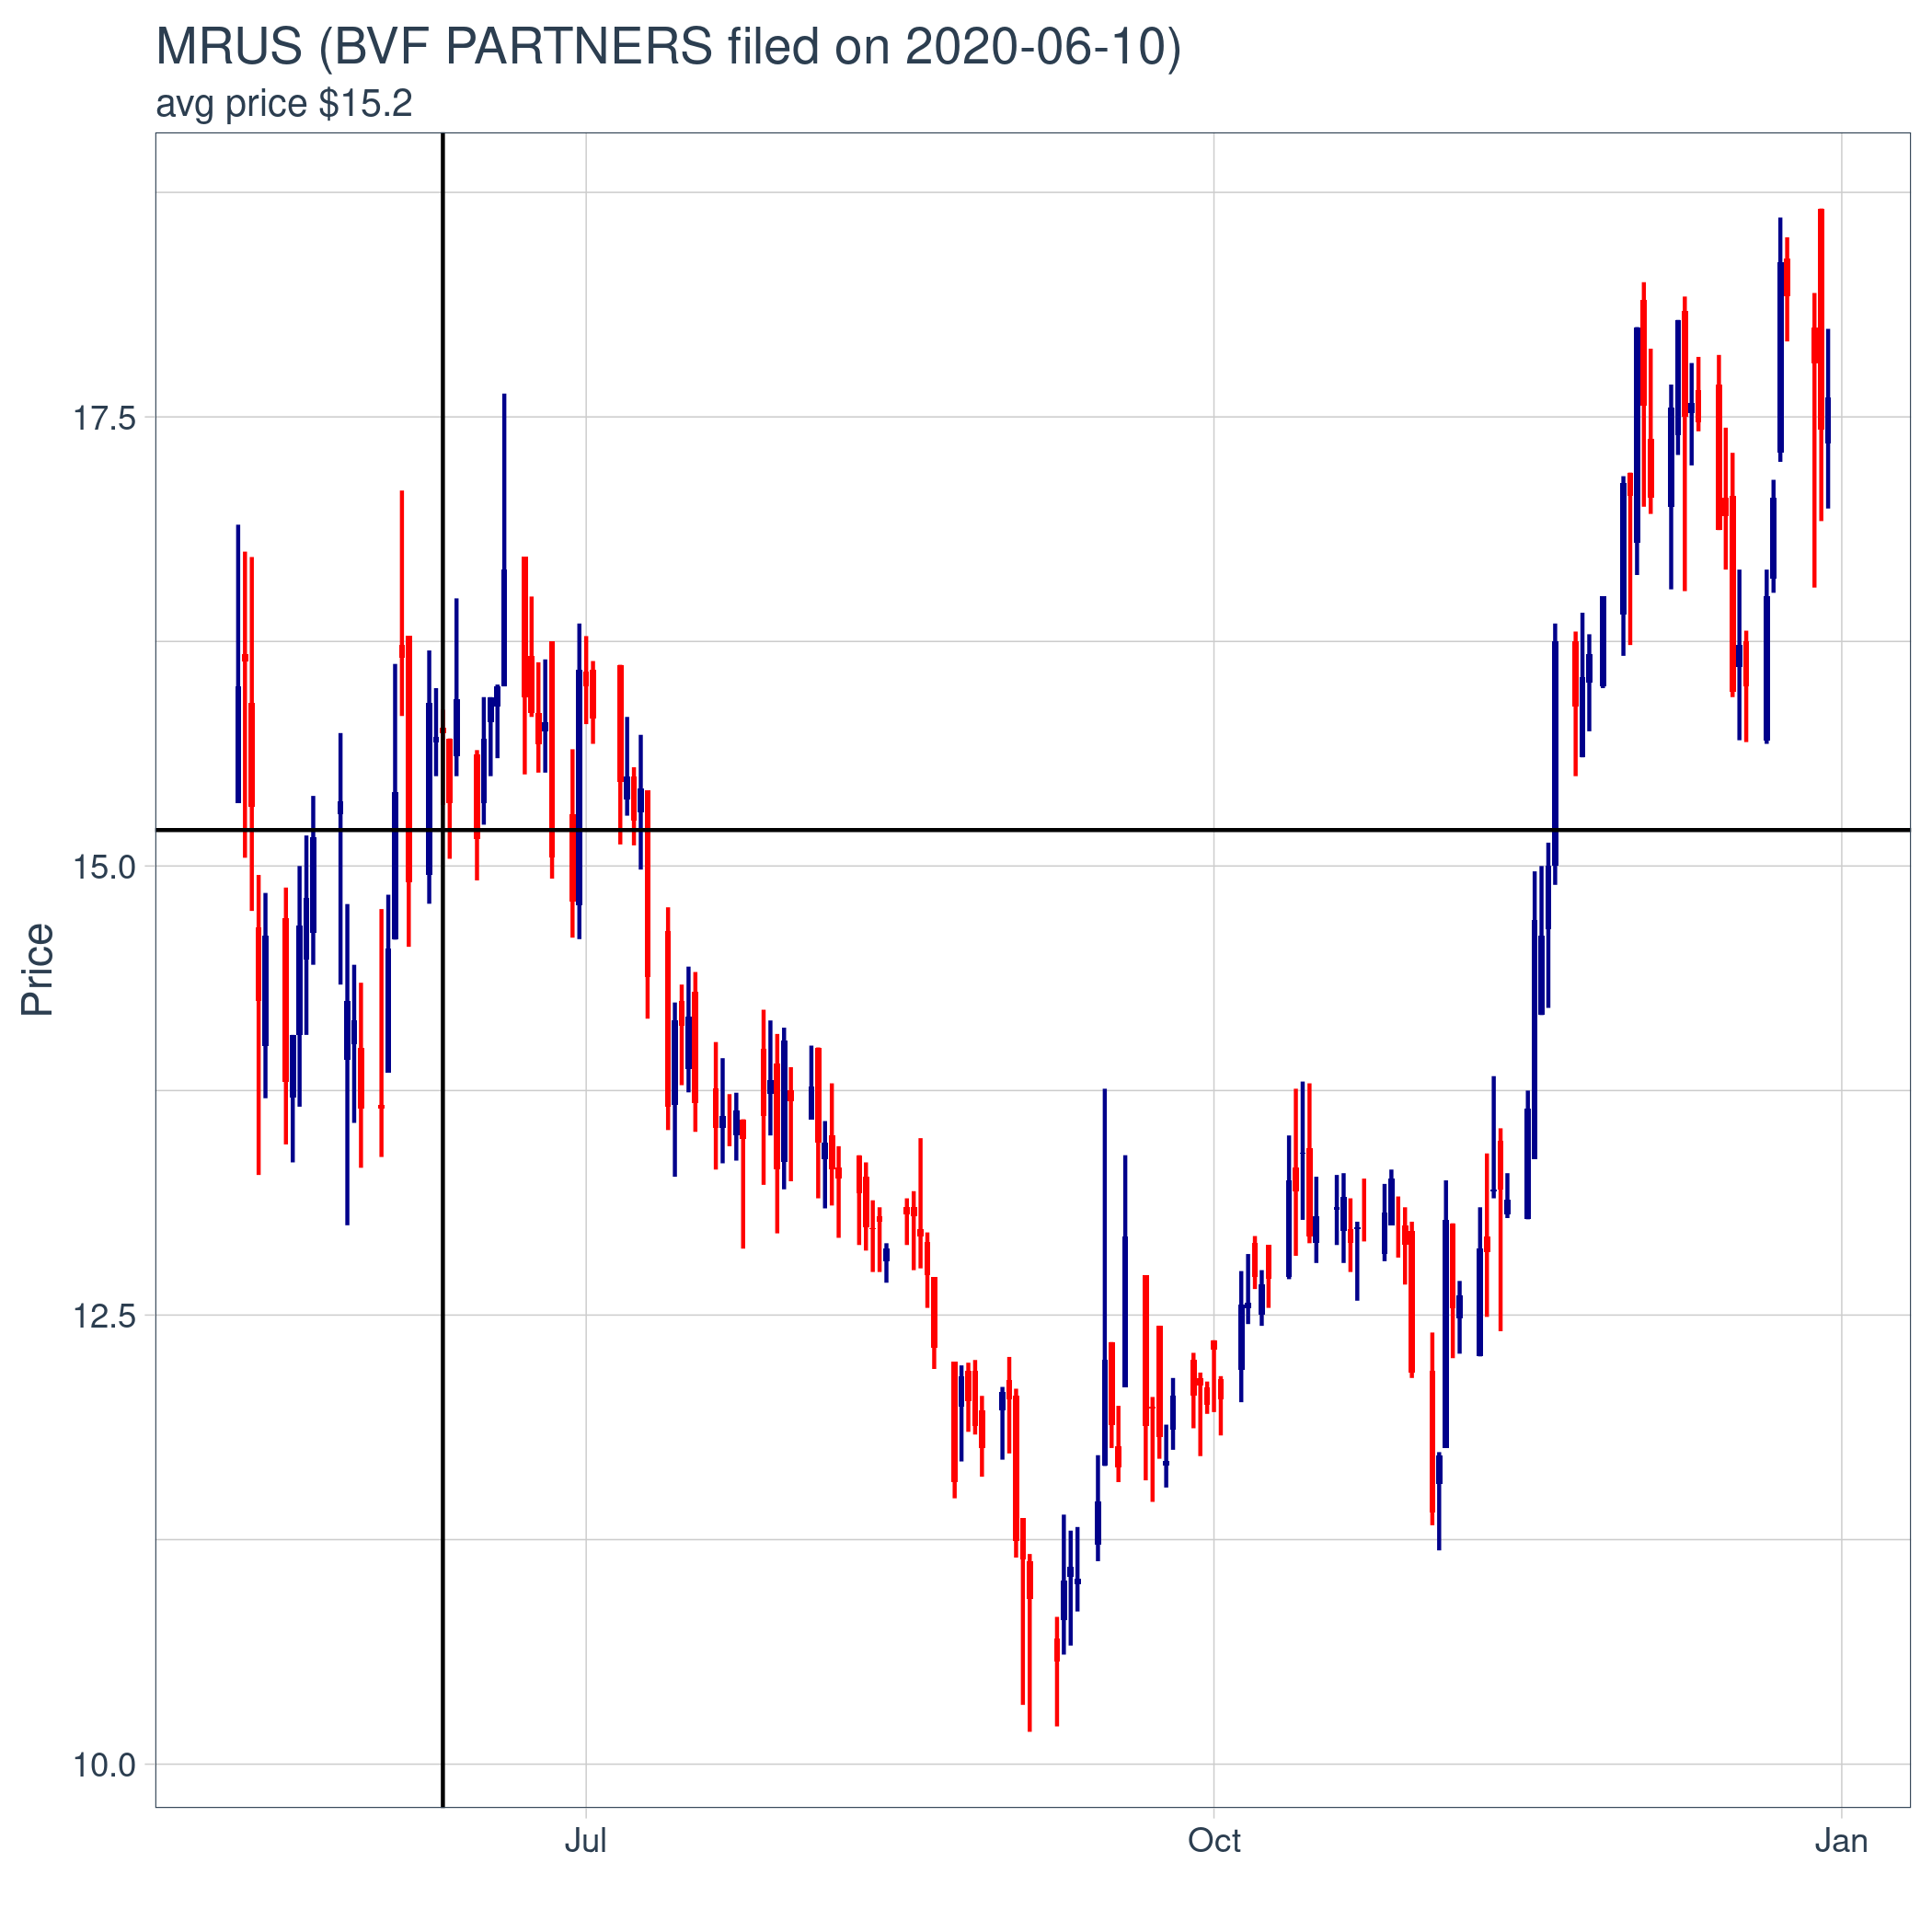 MRUS (BVF PARTNERS filed on 2020-06-10)
avg price $15.2
Price
17.5
15.0
12.5
10.0
Jul
Oct
Jan